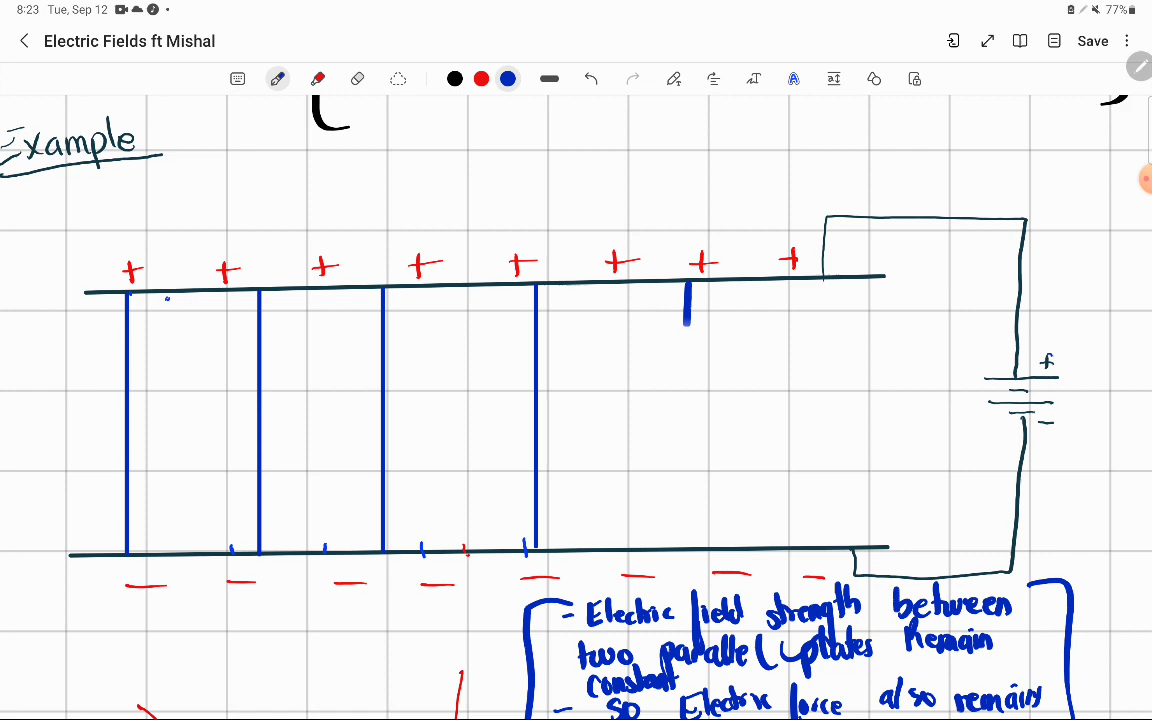 8:23 Tue, Sep 12
77%
Electric Fields ft Mishal
Save
Example
+ + + + + + + +
+
−
− − − − − − − −
= Electric field strength between
two parallel plates Remain
constant
- so Electric force also remains